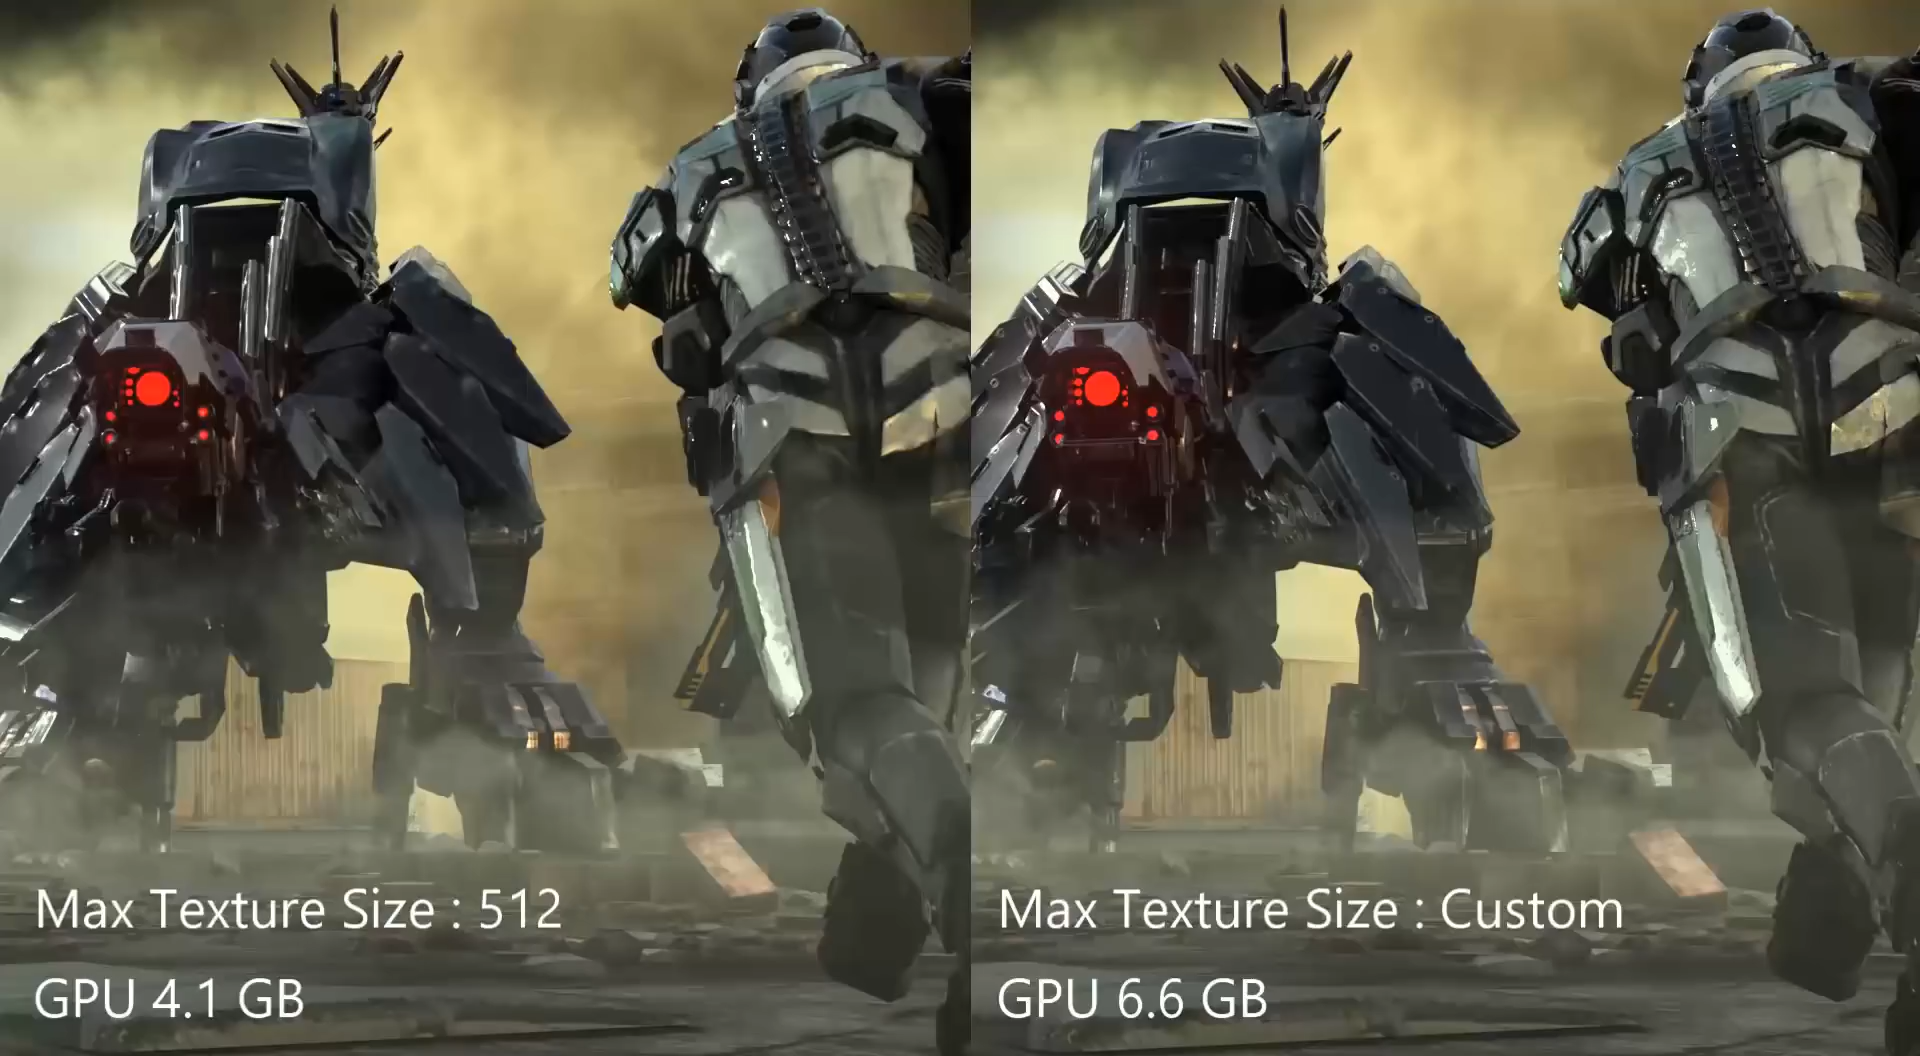 Max Texture Size : 512
GPU 4.1 GB
Max Texture Size : Custom
GPU 6.6 GB